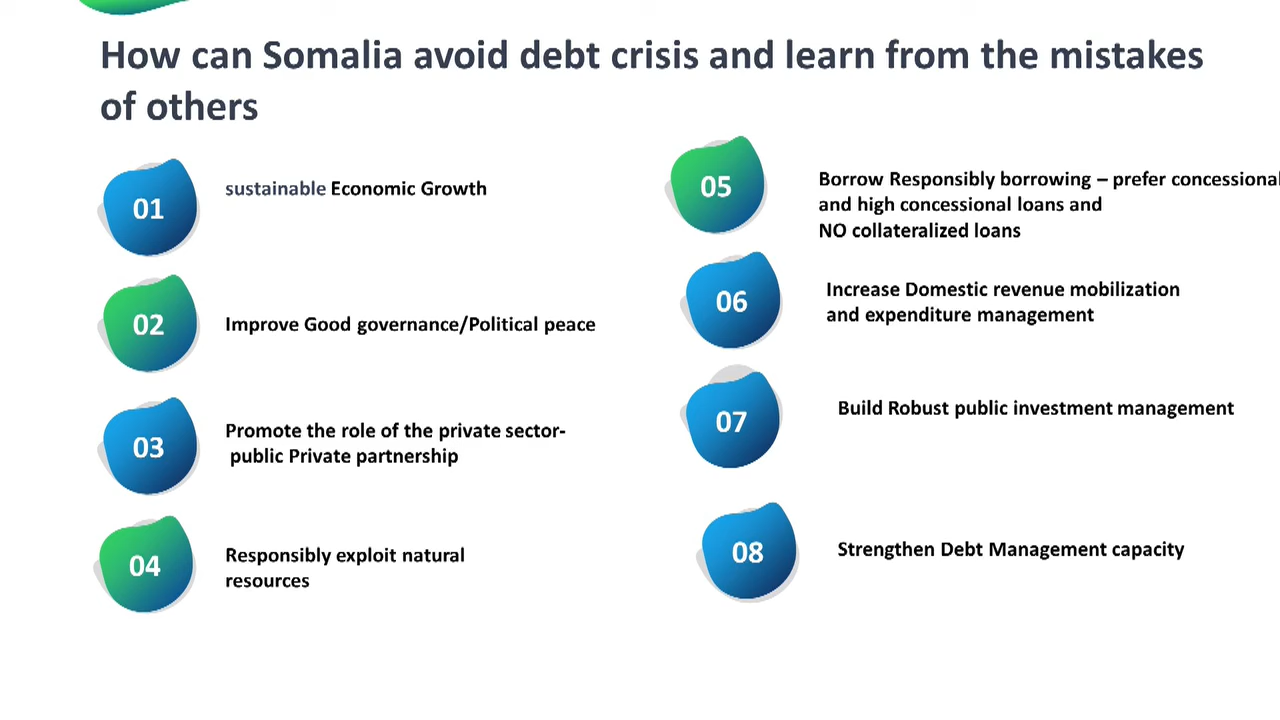 How can Somalia avoid debt crisis and learn from the mistakes
of others
01
sustainable Economic Growth
02
Improve Good governance/Political peace
03
Promote the role of the private sector-
public Private partnership
04
Responsibly exploit natural
resources
05
Borrow Responsibly borrowing – prefer concessional
and high concessional loans and
NO collateralized loans
06
Increase Domestic revenue mobilization
and expenditure management
07
Build Robust public investment management
08
Strengthen Debt Management capacity